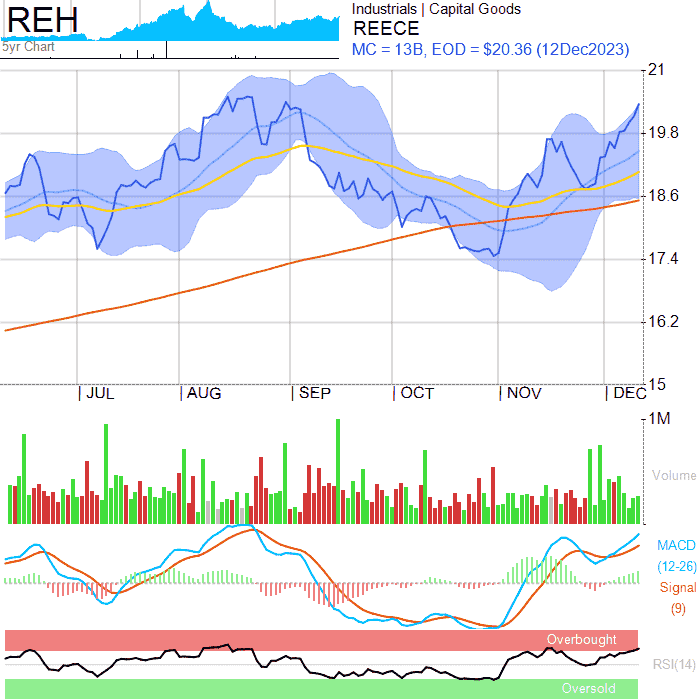 REH
5yr Chart
Industrials | Capital Goods
REECE
MC = 13B, EOD = $20.36 (12Dec2023)
21
19.8
18.6
17.4
16.2
15
| JUL | AUG | SEP | OCT | NOV | DEC
1M
Volume
MACD
(12-26)
Signal
(9)
Overbought
RSI(14)
Oversold